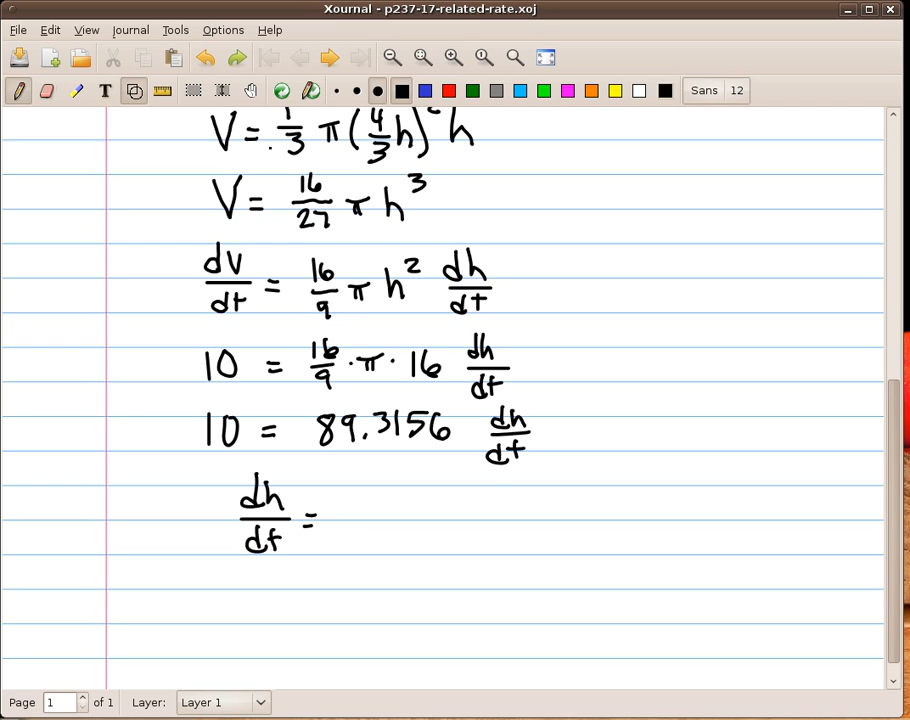 Xournal - p237-17-related-rate.xoj
File Edit View Journal Tools Options Help
T Sans 12
V = 1/3 π (4/3 h)² h
V = 16/27 π h³
dV/dt = 16/9 π h² dh/dt
10 = 16/9 · π · 16 dh/dt
10 = 89.3156 dh/dt
dh/dt =
Page 1 of 1 Layer: Layer 1